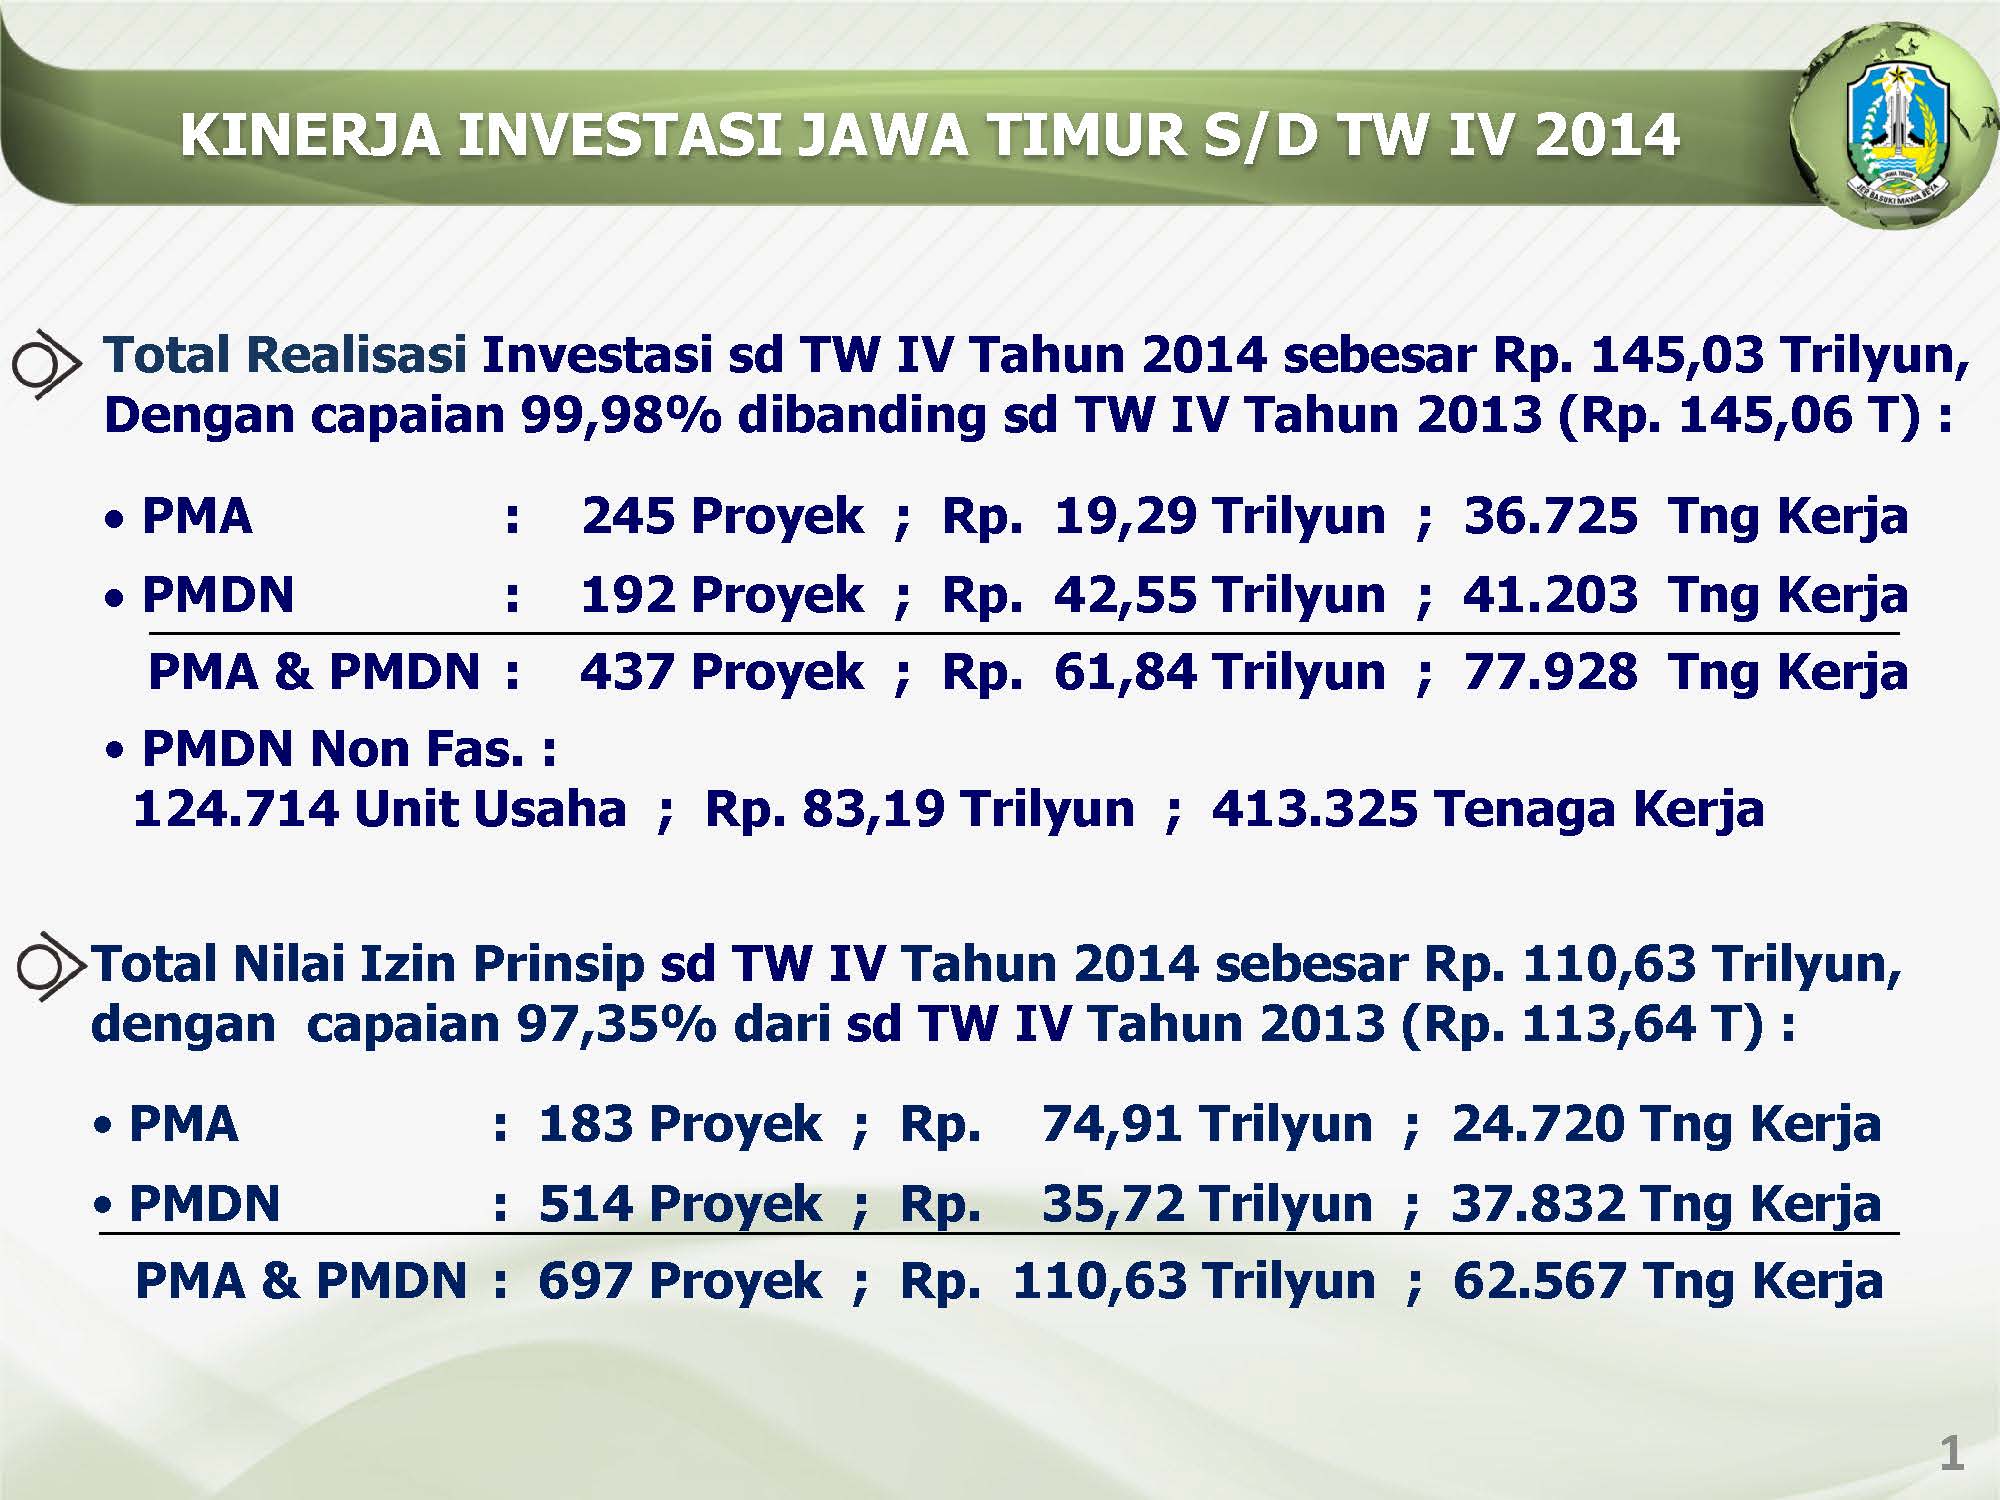 KINERJA INVESTASI JAWA TIMUR S/D TW IV 2014
JAWA TIMUR
JER BASUKI MAWA BEYA
Total Realisasi Investasi sd TW IV Tahun 2014 sebesar Rp. 145,03 Trilyun,
Dengan capaian 99,98% dibanding sd TW IV Tahun 2013 (Rp. 145,06 T) :
• PMA : 245 Proyek ; Rp. 19,29 Trilyun ; 36.725 Tng Kerja
• PMDN : 192 Proyek ; Rp. 42,55 Trilyun ; 41.203 Tng Kerja
PMA & PMDN : 437 Proyek ; Rp. 61,84 Trilyun ; 77.928 Tng Kerja
• PMDN Non Fas. :
124.714 Unit Usaha ; Rp. 83,19 Trilyun ; 413.325 Tenaga Kerja
Total Nilai Izin Prinsip sd TW IV Tahun 2014 sebesar Rp. 110,63 Trilyun,
dengan capaian 97,35% dari sd TW IV Tahun 2013 (Rp. 113,64 T) :
• PMA : 183 Proyek ; Rp. 74,91 Trilyun ; 24.720 Tng Kerja
• PMDN : 514 Proyek ; Rp. 35,72 Trilyun ; 37.832 Tng Kerja
PMA & PMDN : 697 Proyek ; Rp. 110,63 Trilyun ; 62.567 Tng Kerja
1